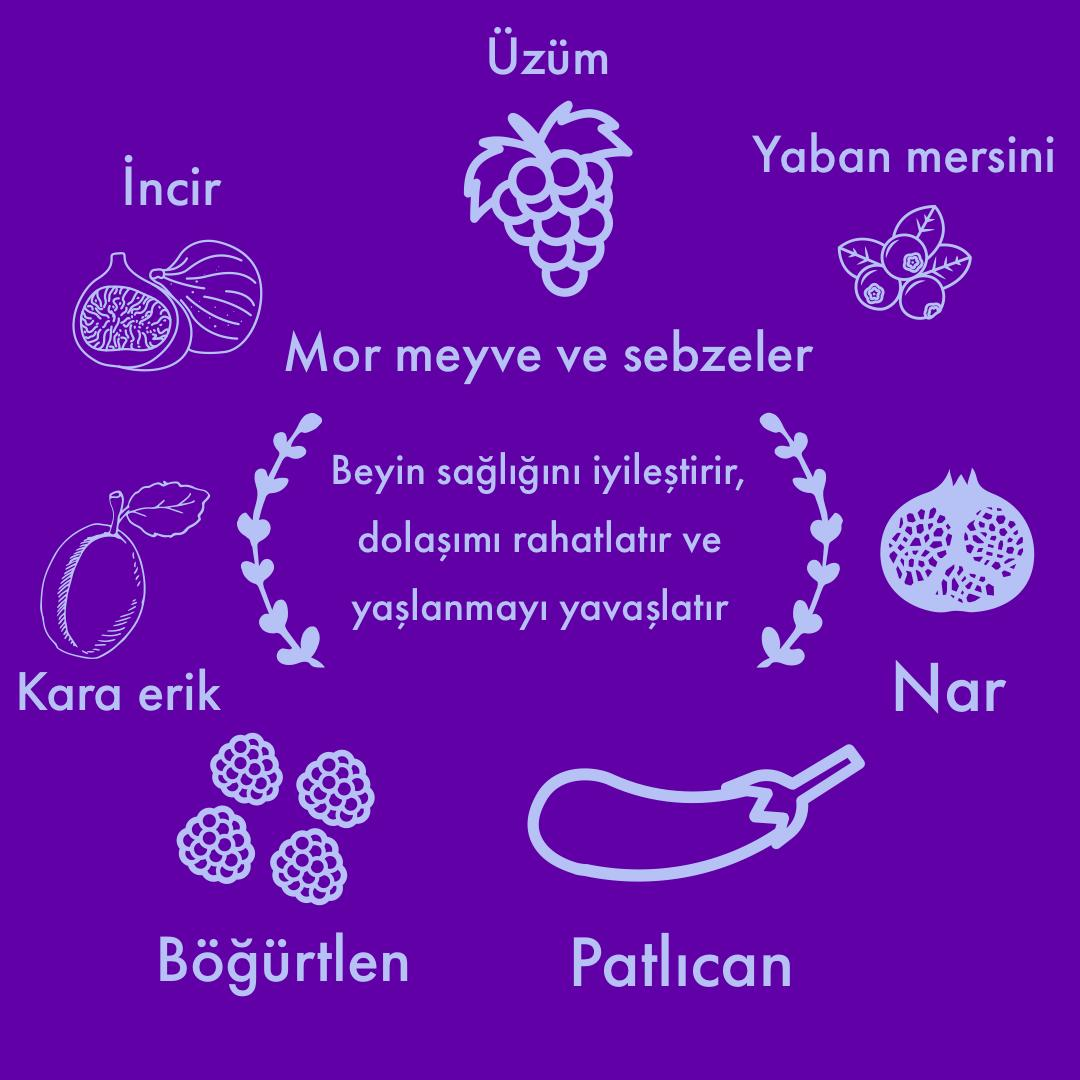 Üzüm
Yaban mersini
İncir
Mor meyve ve sebzeler
Beyin sağlığını iyileştirir,
dolaşımı rahatlatır ve
yaşlanmayı yavaşlatır
Kara erik
Nar
Böğürtlen
Patlıcan